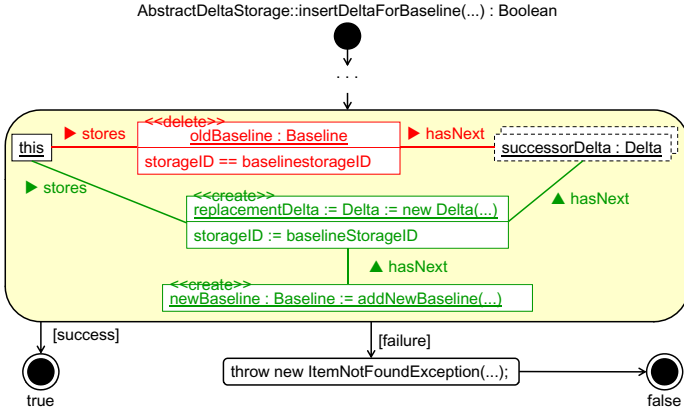 AbstractDeltaStorage::insertDeltaForBaseline(...) : Boolean
. . .
<<delete>>
this
▶ stores
oldBaseline : Baseline
▶ hasNext
successorDelta : Delta
storageID == baselinestorageID
▶ stores
<<create>>
replacementDelta := Delta := new Delta(...)
▲ hasNext
storageID := baselineStorageID
▲ hasNext
<<create>>
newBaseline : Baseline := addNewBaseline(...)
[success]
[failure]
throw new ItemNotFoundException(...);
true
false